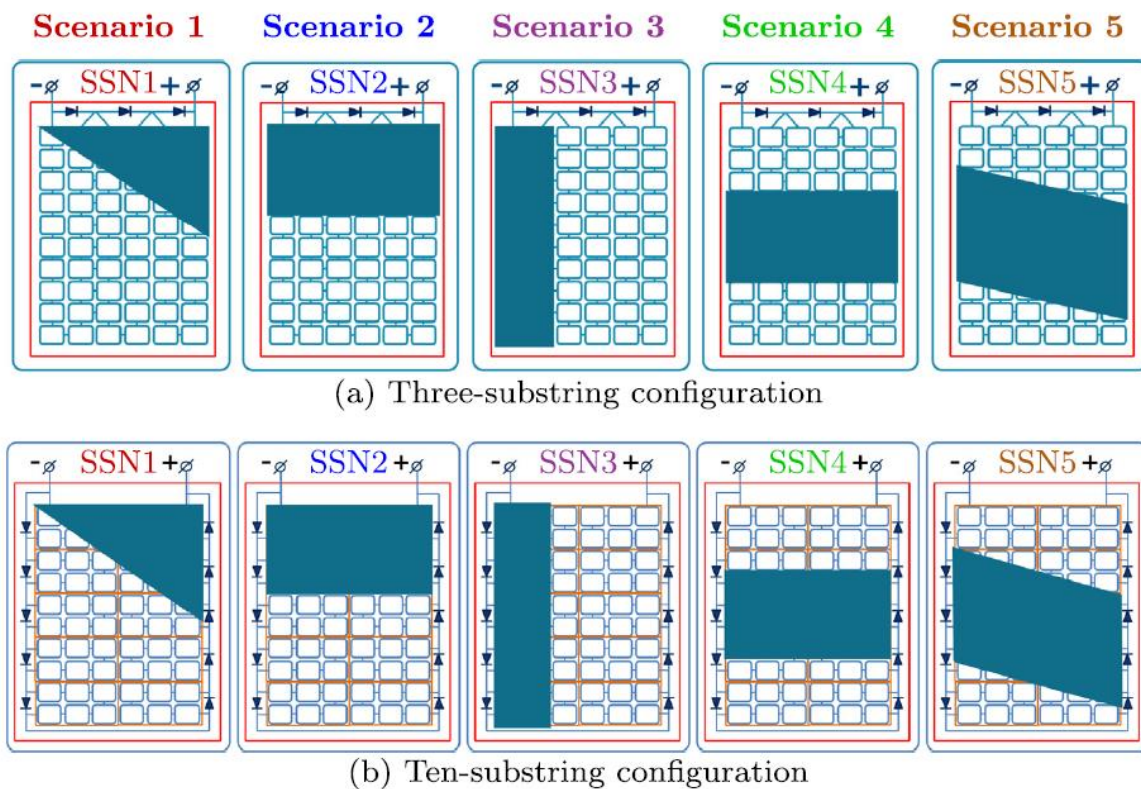 Scenario 1 Scenario 2 Scenario 3 Scenario 4 Scenario 5
- SSN1 + - SSN2 + - SSN3 + - SSN4 + - SSN5 +
(a) Three-substring configuration
- SSN1 + - SSN2 + - SSN3 + - SSN4 + - SSN5 +
(b) Ten-substring configuration